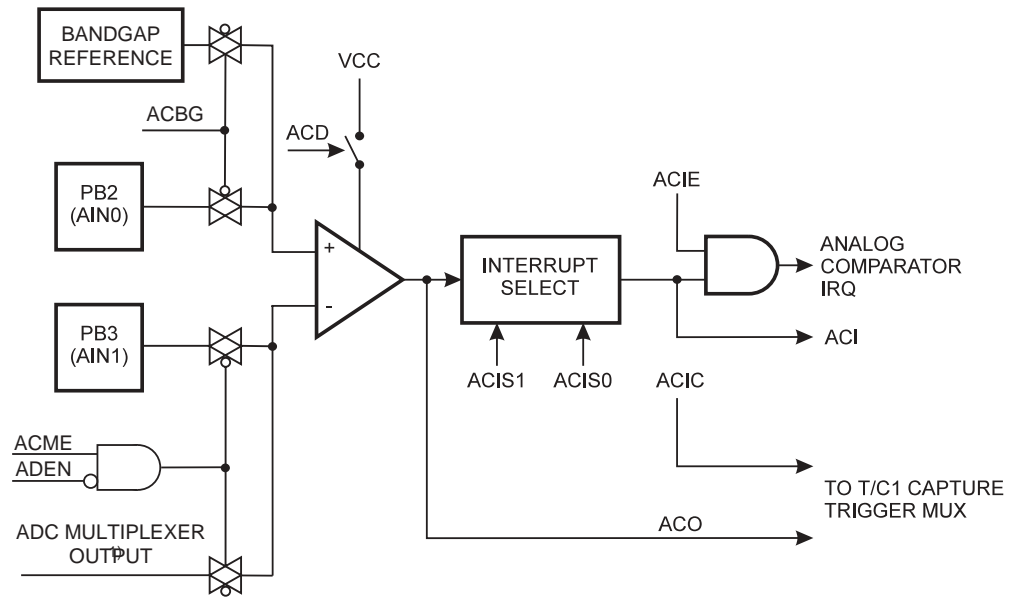 BANDGAP
REFERENCE
VCC
ACBG
ACD
PB2
(AIN0)
ACIE
+
INTERRUPT
SELECT
ANALOG
COMPARATOR
IRQ
-
PB3
(AIN1)
ACI
ACIS1
ACIS0
ACIC
ACME
ADEN
TO T/C1 CAPTURE
TRIGGER MUX
ACO
ADC MULTIPLEXER
OUTPUT